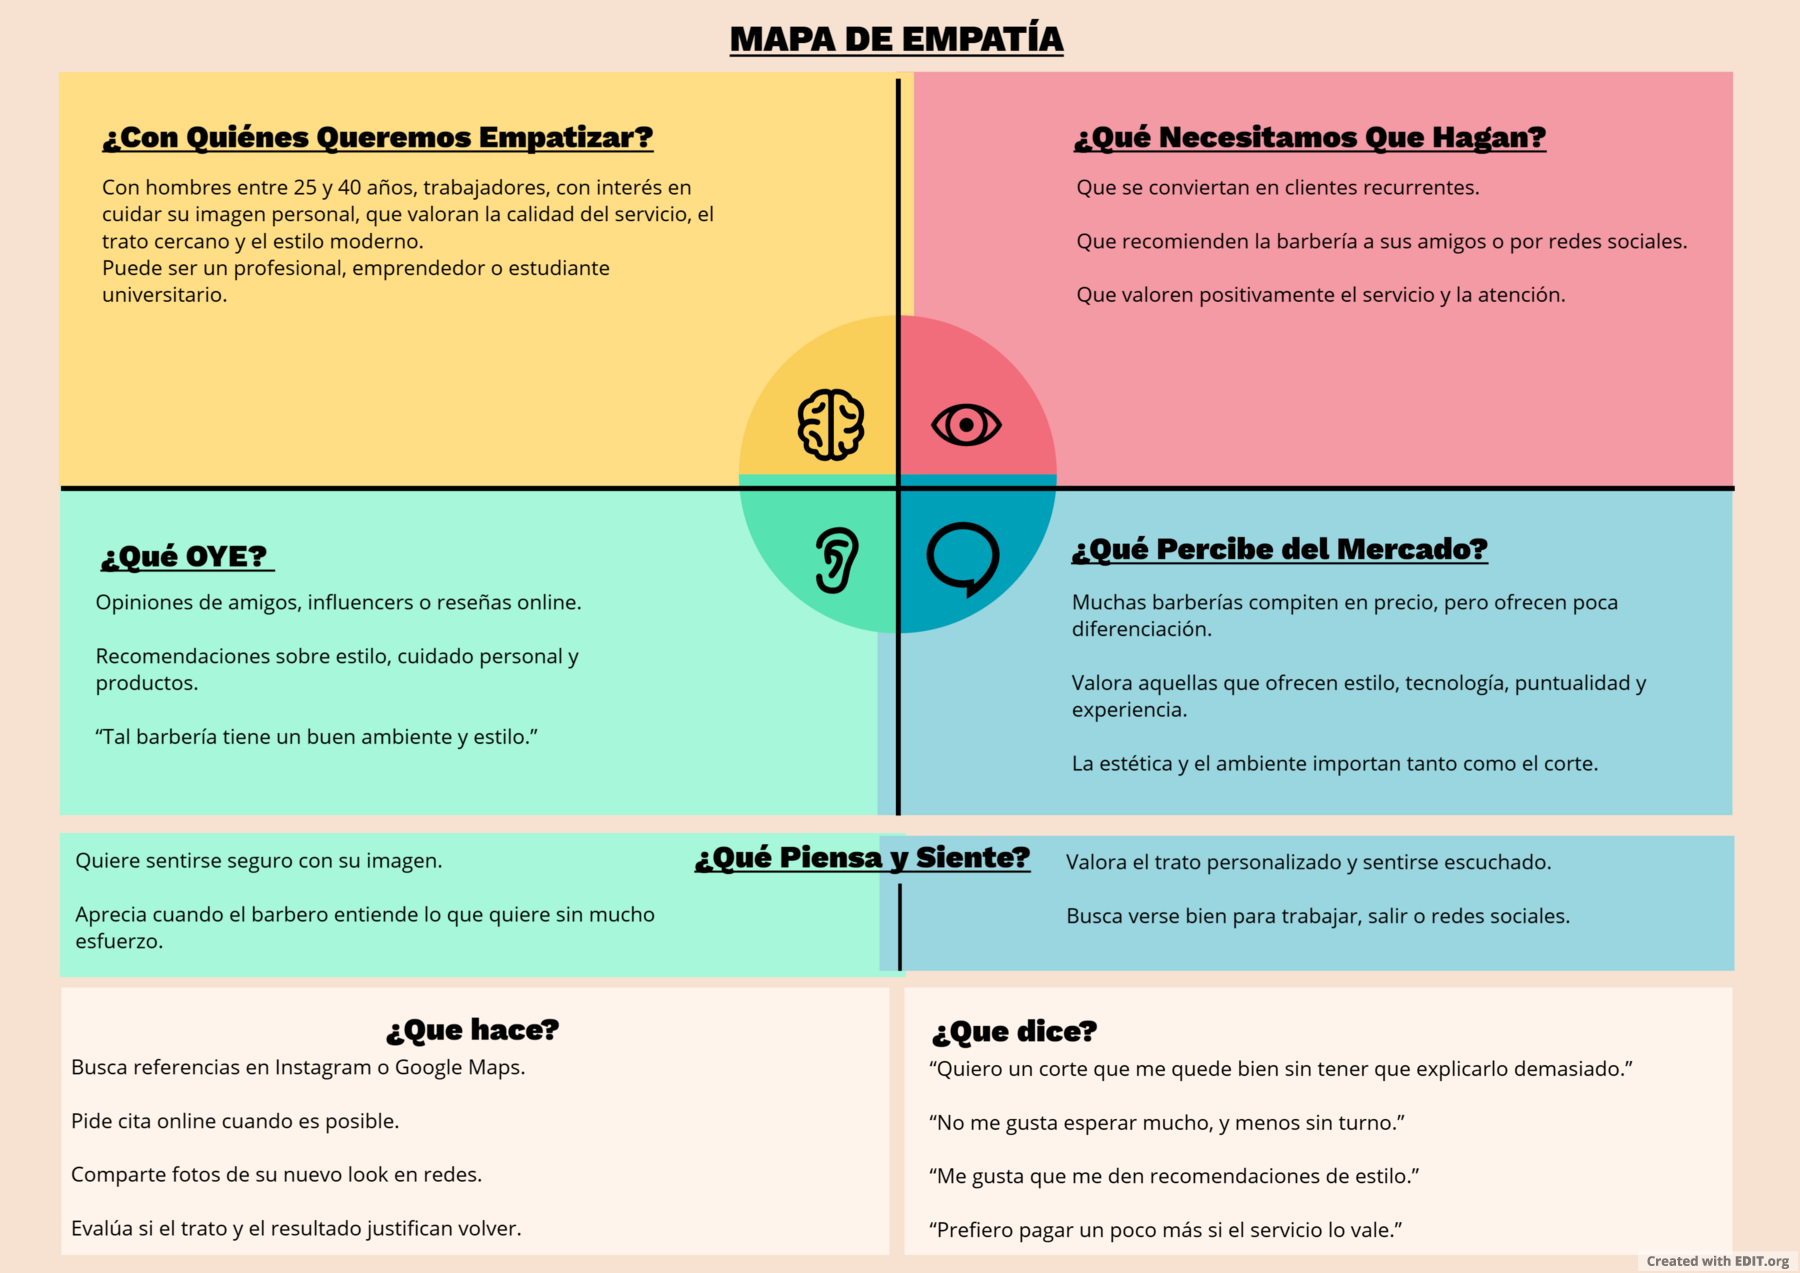 MAPA DE EMPATÍA
¿Con Quiénes Queremos Empatizar?
Con hombres entre 25 y 40 años, trabajadores, con interés en
cuidar su imagen personal, que valoran la calidad del servicio, el
trato cercano y el estilo moderno.
Puede ser un profesional, emprendedor o estudiante
universitario.
¿Qué Necesitamos Que Hagan?
Que se conviertan en clientes recurrentes.
Que recomienden la barbería a sus amigos o por redes sociales.
Que valoren positivamente el servicio y la atención.
¿Qué OYE?
Opiniones de amigos, influencers o reseñas online.
Recomendaciones sobre estilo, cuidado personal y
productos.
“Tal barbería tiene un buen ambiente y estilo.”
¿Qué Percibe del Mercado?
Muchas barberías compiten en precio, pero ofrecen poca
diferenciación.
Valora aquellas que ofrecen estilo, tecnología, puntualidad y
experiencia.
La estética y el ambiente importan tanto como el corte.
¿Qué Piensa y Siente?
Quiere sentirse seguro con su imagen.
Aprecia cuando el barbero entiende lo que quiere sin mucho
esfuerzo.
Valora el trato personalizado y sentirse escuchado.
Busca verse bien para trabajar, salir o redes sociales.
¿Que hace?
Busca referencias en Instagram o Google Maps.
Pide cita online cuando es posible.
Comparte fotos de su nuevo look en redes.
Evalúa si el trato y el resultado justifican volver.
¿Que dice?
“Quiero un corte que me quede bien sin tener que explicarlo demasiado.”
“No me gusta esperar mucho, y menos sin turno.”
“Me gusta que me den recomendaciones de estilo.”
“Prefiero pagar un poco más si el servicio lo vale.”
Created with EDIT.org